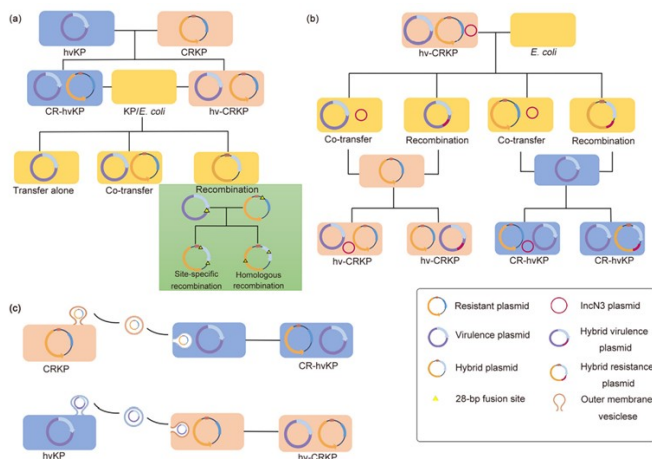 (a)
hvKP
CRKP
CR-hvKP
KP/E. coli
hv-CRKP
Transfer alone
Co-transfer
Recombination
Site-specific
recombination
Homologous
recombination
(b)
hv-CRKP
E. coli
Co-transfer
Recombination
Co-transfer
Recombination
hv-CRKP
hv-CRKP
CR-hvKP
CR-hvKP
(c)
CRKP
CR-hvKP
hvKP
hv-CRKP
Resistant plasmid
Virulence plasmid
Hybrid plasmid
28-bp fusion site
IncN3 plasmid
Hybrid virulence
plasmid
Hybrid resistance
plasmid
Outer membrane
vesiclese